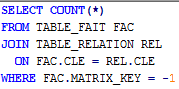 SELECT COUNT(*)
FROM TABLE_FAIT FAC
JOIN TABLE_RELATION REL
ON FAC.CLE = REL.CLE
WHERE FAC.MATRIX_KEY = -1